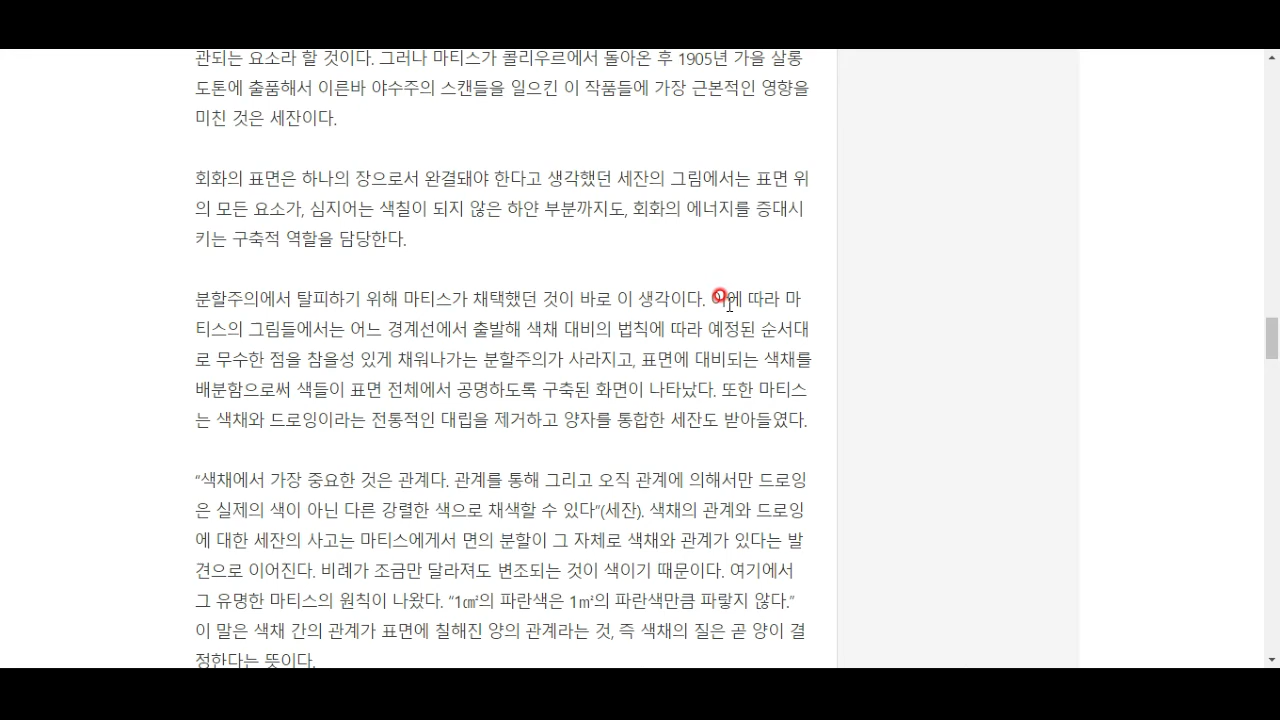 관되는 요소라 할 것이다. 그러나 마티스가 콜리우르에서 돌아온 후 1905년 가을 살롱
도톤에 출품해서 이른바 야수주의 스캔들을 일으킨 이 작품들에 가장 근본적인 영향을
미친 것은 세잔이다.
회화의 표면은 하나의 장으로서 완결돼야 한다고 생각했던 세잔의 그림에서는 표면 위
의 모든 요소가, 심지어는 색칠이 되지 않은 하얀 부분까지도, 회화의 에너지를 증대시
키는 구축적 역할을 담당한다.
분할주의에서 탈피하기 위해 마티스가 채택했던 것이 바로 이 생각이다. 이에 따라 마
티스의 그림들에서는 어느 경계선에서 출발해 색채 대비의 법칙에 따라 예정된 순서대
로 무수한 점을 참을성 있게 채워나가는 분할주의가 사라지고, 표면에 대비되는 색채를
배분함으로써 색들이 표면 전체에서 공명하도록 구축된 화면이 나타났다. 또한 마티스
는 색채와 드로잉이라는 전통적인 대립을 제거하고 양자를 통합한 세잔도 받아들였다.
“색채에서 가장 중요한 것은 관계다. 관계를 통해 그리고 오직 관계에 의해서만 드로잉
은 실제의 색이 아닌 다른 강렬한 색으로 채색할 수 있다”(세잔). 색채의 관계와 드로잉
에 대한 세잔의 사고는 마티스에게서 면의 분할이 그 자체로 색채와 관계가 있다는 발
견으로 이어진다. 비례가 조금만 달라져도 변조되는 것이 색이기 때문이다. 여기에서
그 유명한 마티스의 원칙이 나왔다. “1㎠의 파란색은 1㎡의 파란색만큼 파랗지 않다.”
이 말은 색채 간의 관계가 표면에 칠해진 양의 관계라는 것, 즉 색채의 질은 곧 양이 결
정한다는 뜻이다.